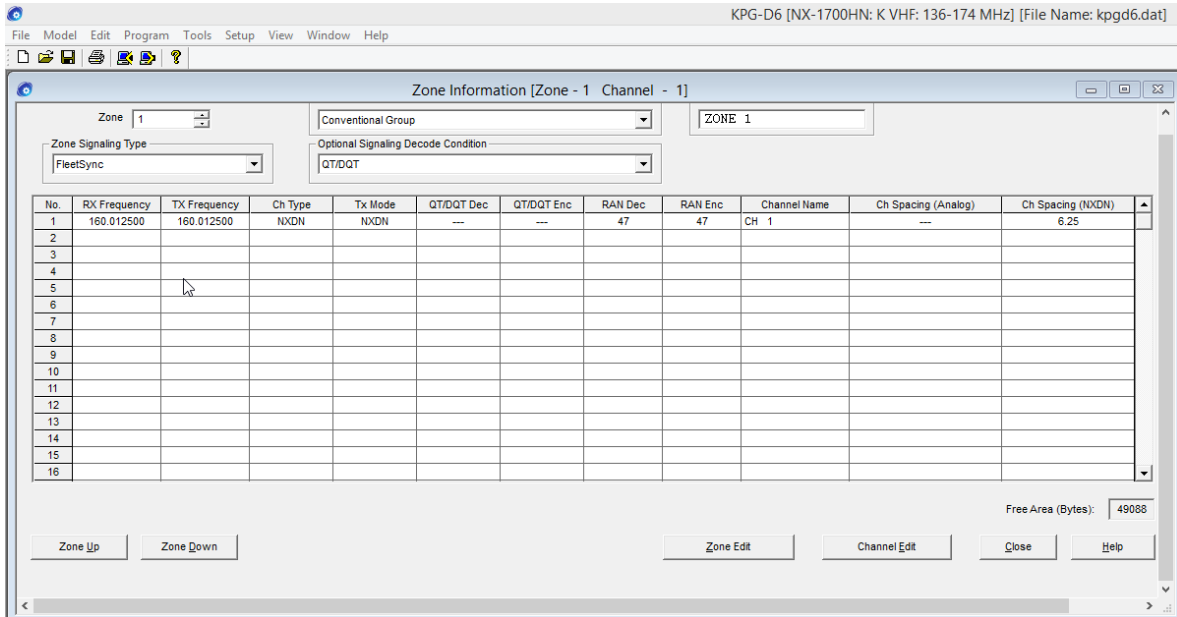 KPG-D6 [NX-1700HN: K VHF: 136-174 MHz] [File Name: kpgd6.dat]
File Model Edit Program Tools Setup View Window Help
Zone Information [Zone - 1 Channel - 1]
Zone 1 Conventional Group ZONE 1
Zone Signaling Type Optional Signaling Decode Condition
FleetSync QT/DQT
No. RX Frequency TX Frequency Ch Type Tx Mode QT/DQT Dec QT/DQT Enc RAN Dec RAN Enc Channel Name Ch Spacing (Analog) Ch Spacing (NXDN)
1 160.012500 160.012500 NXDN NXDN --- --- 47 47 CH 1 --- 6.25
2
3
4
5
6
7
8
9
10
11
12
13
14
15
16
Free Area (Bytes): 49088
Zone Up Zone Down Zone Edit Channel Edit Close Help